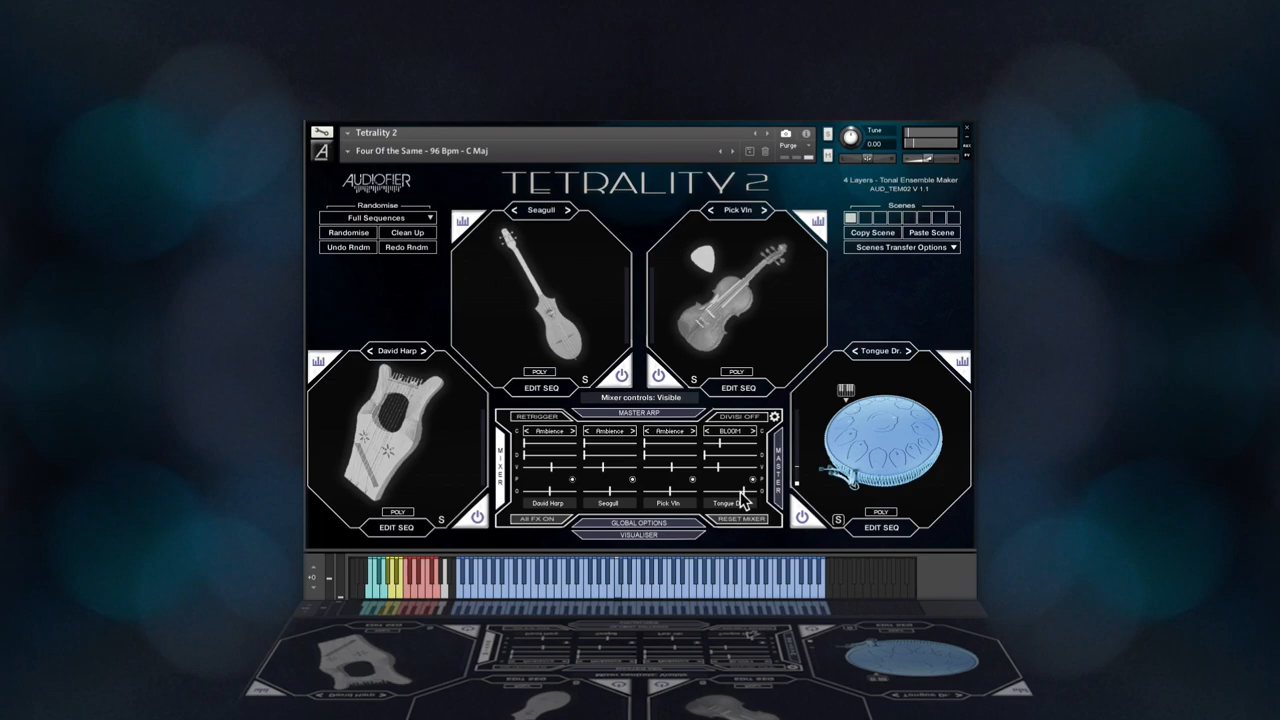 Tetrality 2
Purge
S
M
Tune
0.00
Four Of the Same - 96 Bpm - C Maj
AUDIOFIER
TETRALITY 2
4 Layers - Tonal Ensemble Maker
AUD_TEM02 V 1.1
Randomise
Full Sequences
Randomise
Clean Up
Undo Rndm
Redo Rndm
Scenes
Copy Scene
Paste Scene
Scenes Transfer Options
< Seagull >
< Pick Vln >
POLY
EDIT SEQ
S
POLY
EDIT SEQ
S
< David Harp >
< Tongue Dr. >
Mixer controls: Visible
RETRIGGER
MASTER ARP
DIVISI OFF
< Ambience >
< Ambience >
< Ambience >
< BLOOM >
MIXER
MASTER
David Harp
Seagull
Pick Vln
All FX ON
GLOBAL OPTIONS
RESET MIXER
VISUALISER
POLY
EDIT SEQ
S
POLY
EDIT SEQ
S
+0